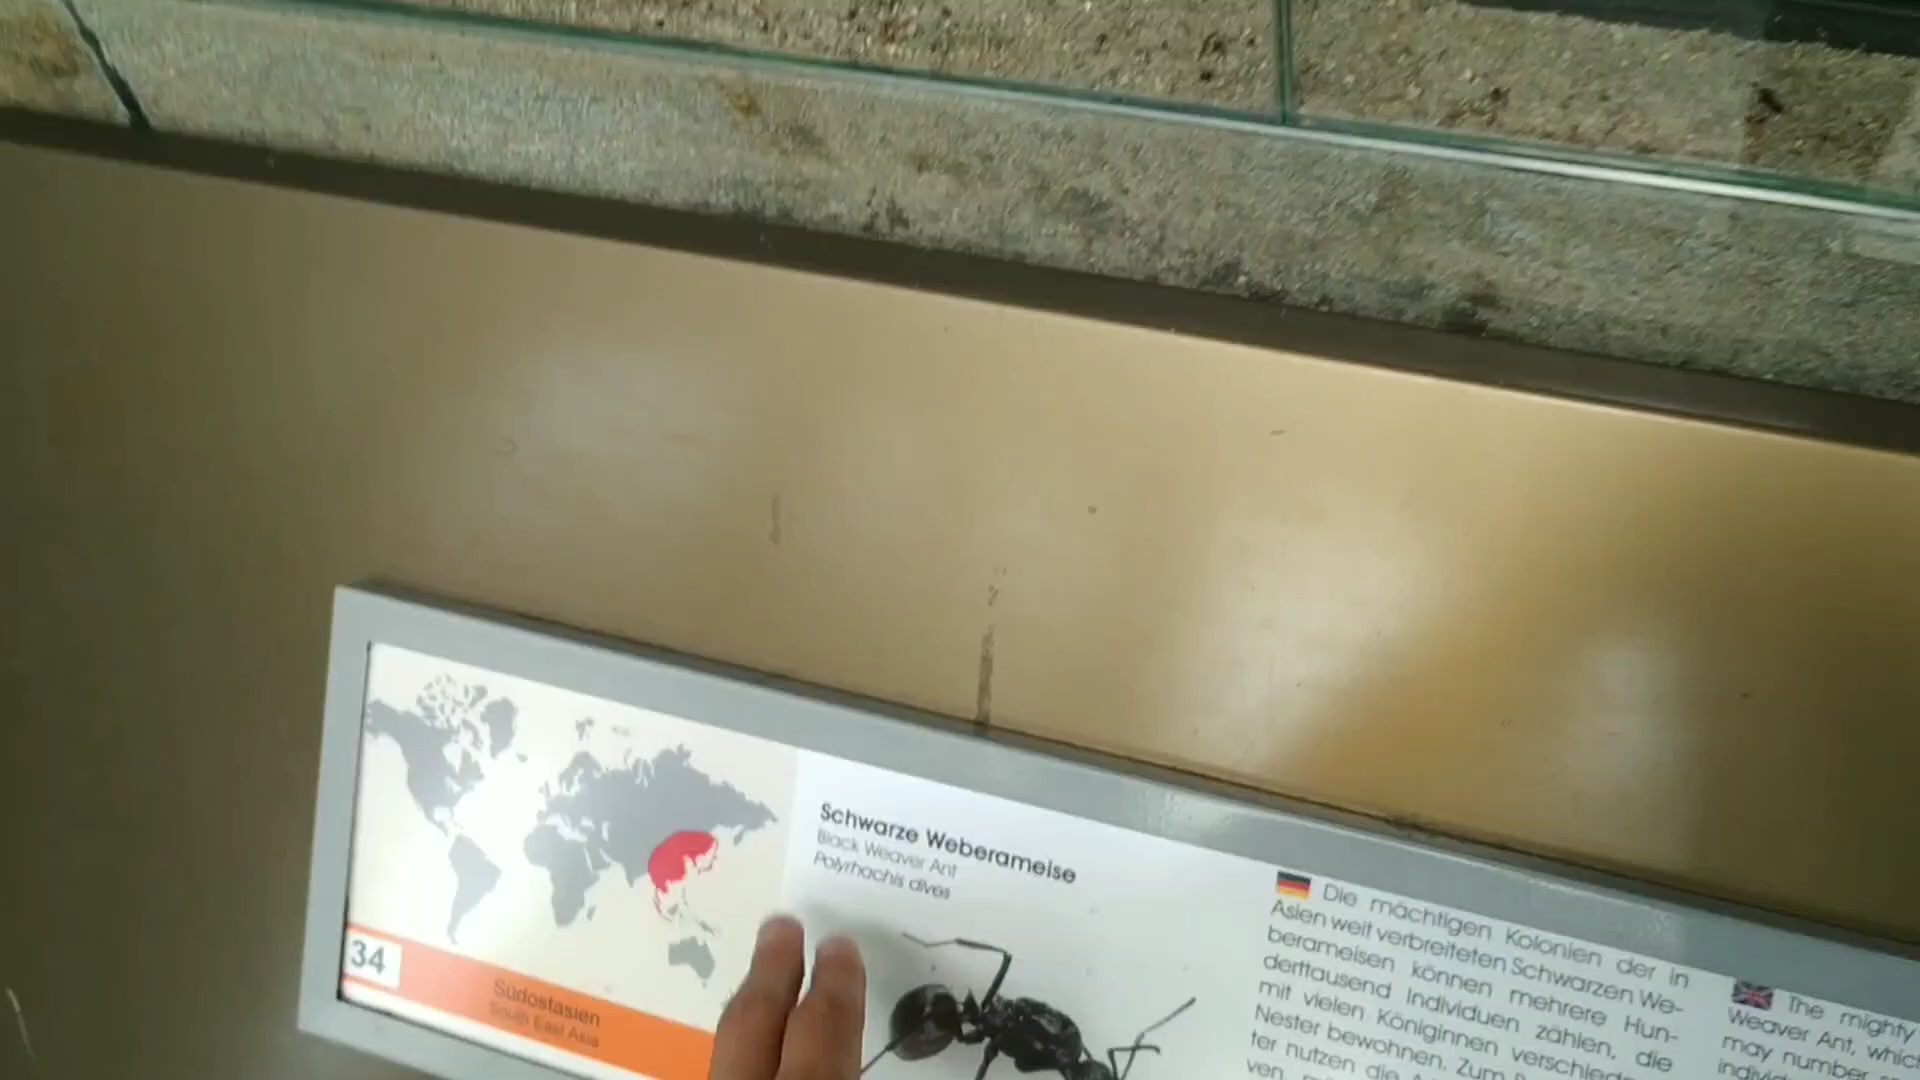 34
Südostasien
South East Asia
Schwarze Weberameise
Black Weaver Ant
Polyrhachis dives
Die mächtigen Kolonien der in
Asien weit verbreiteten Schwarzen We-
berameisen können mehrere Hun-
derttausend Individuen zählen, die
mit vielen Königinnen
Nester bewohnen. Zum
ter nutzen die
The mighty
Weaver Ant, which
may number